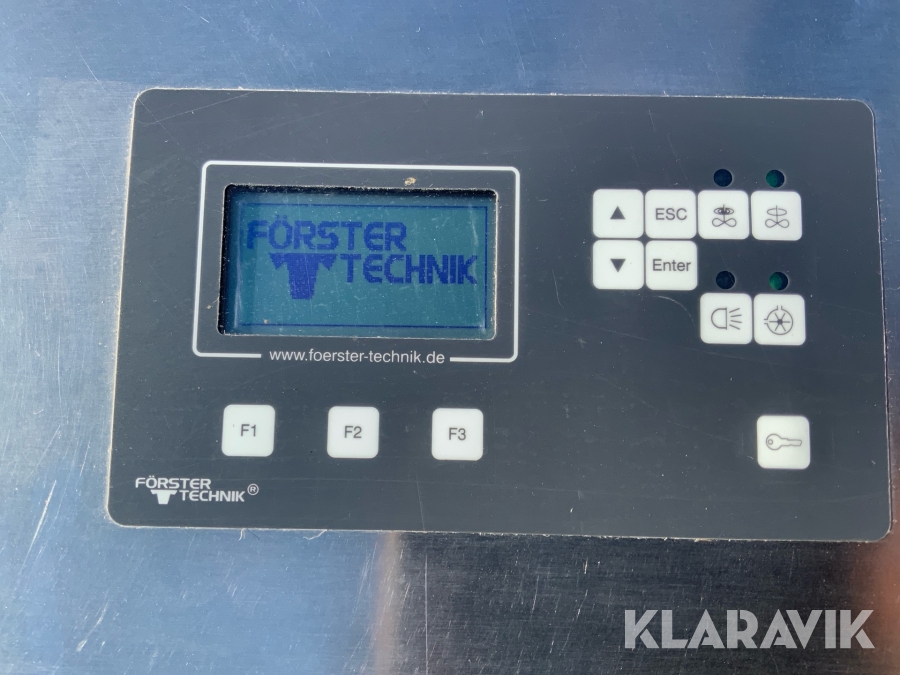 FÖRSTER
TECHNIK
www.foerster-technik.de
▲ ESC
▼ Enter
F1 F2 F3
FÖRSTER
TECHNIK®
KLARAVIK